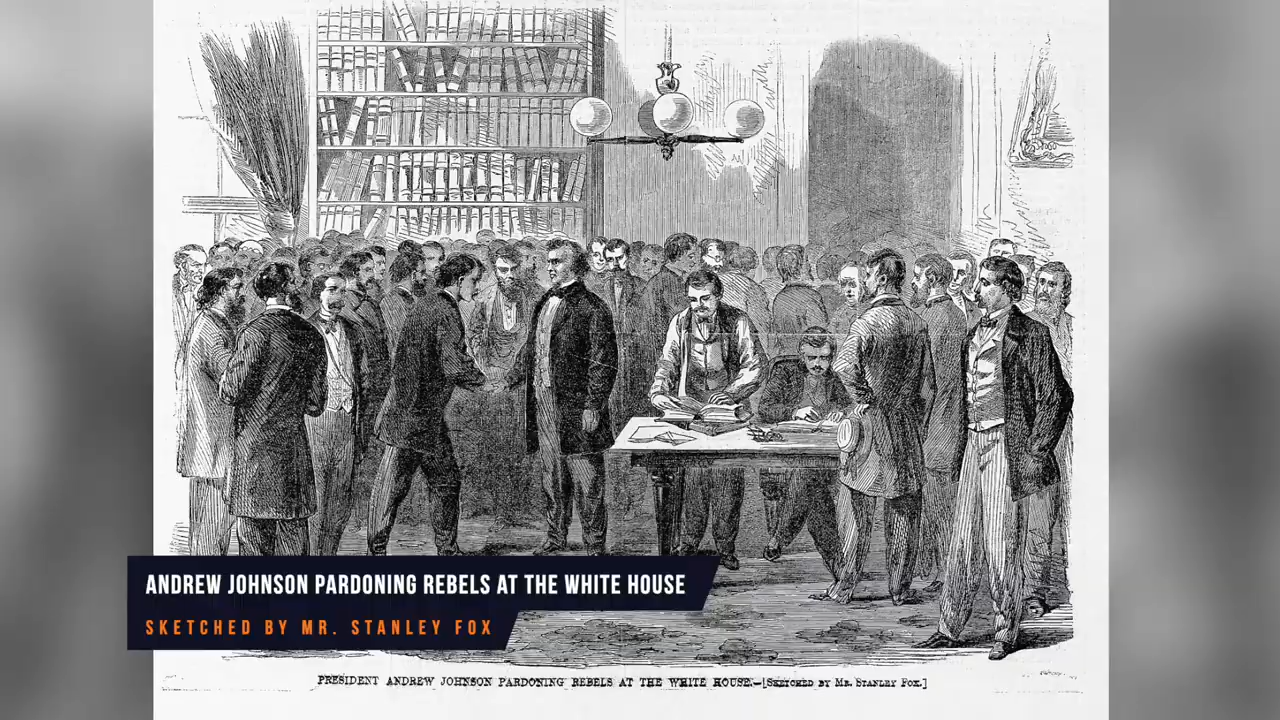 ANDREW JOHNSON PARDONING REBELS AT THE WHITE HOUSE
SKETCHED BY MR. STANLEY FOX
PRESIDENT ANDREW JOHNSON PARDONING REBELS AT THE WHITE HOUSE.—[SKETCHED BY MR. STANLEY FOX.]